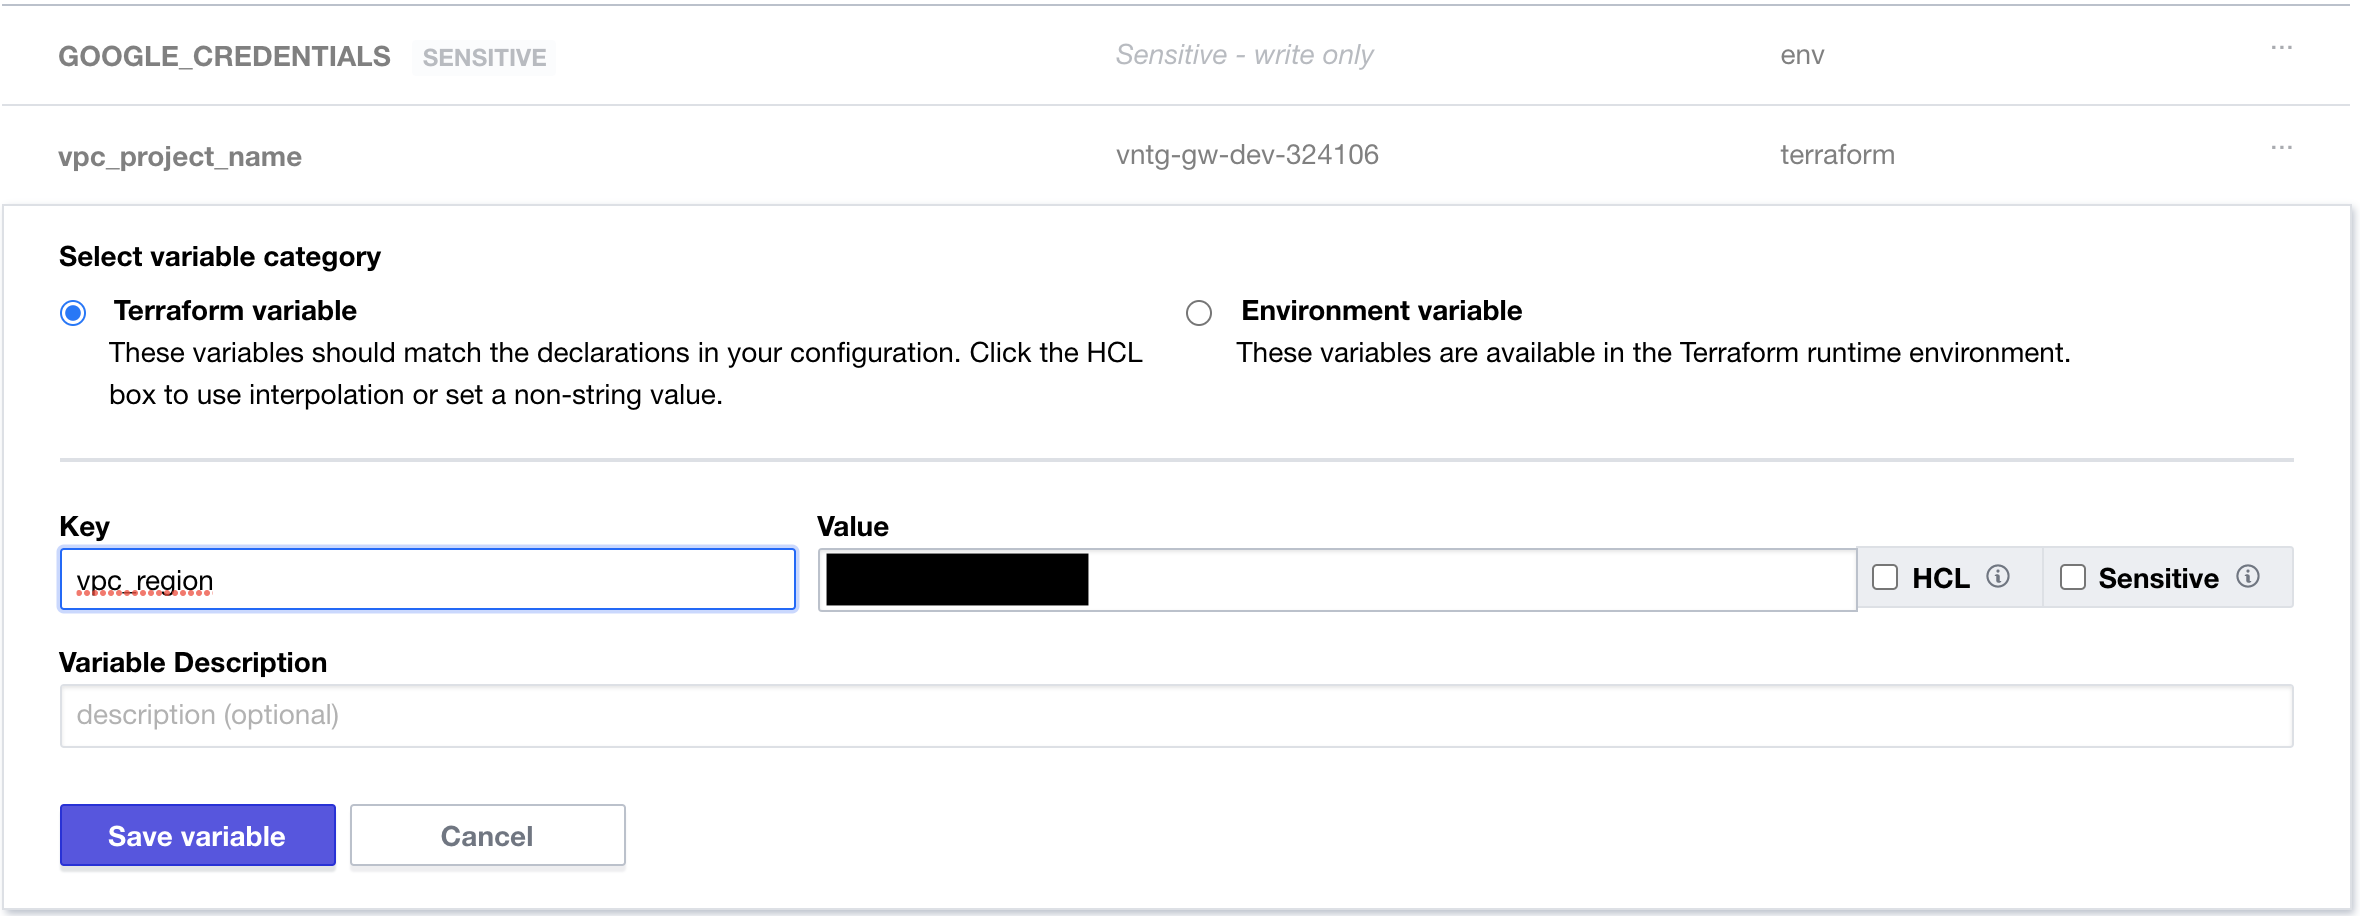 GOOGLE_CREDENTIALS SENSITIVE Sensitive - write only env ...
vpc_project_name vntg-gw-dev-324106 terraform ...
Select variable category
Terraform variable
These variables should match the declarations in your configuration. Click the HCL
box to use interpolation or set a non-string value.
Environment variable
These variables are available in the Terraform runtime environment.
Key
vpc_region
Value
HCL
Sensitive
Variable Description
description (optional)
Save variable
Cancel